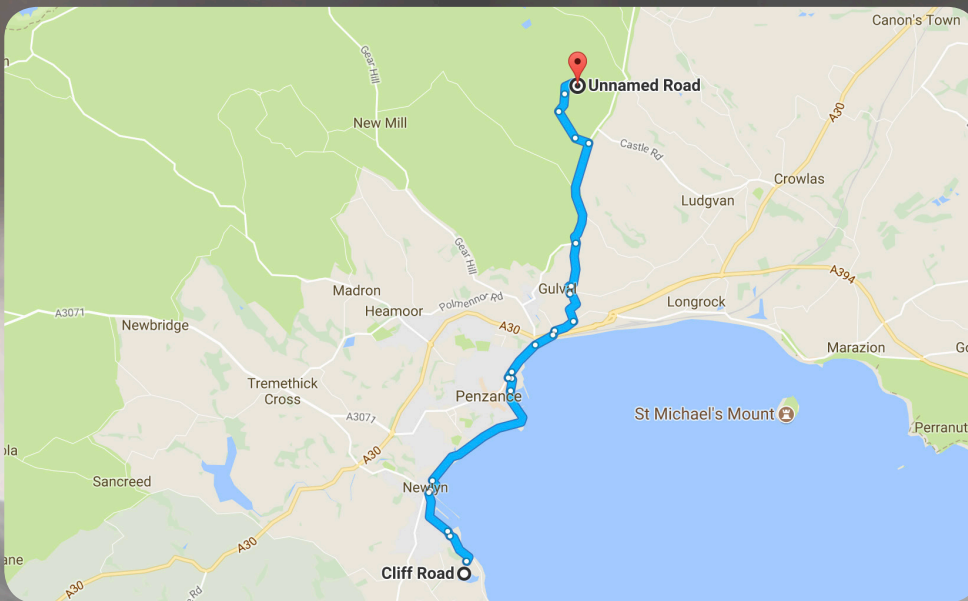 Canon's Town
Gear Hill
Unnamed Road
A30
New Mill
Castle Rd
Crowlas
Ludgvan
Gear Hill
A394
Madron
Gulval
Polmennor Rd
Longrock
Heamoor
A3071
Newbridge
A30
Marazion
Tremethick
Cross
Penzance
St Michael's Mount
A3071
Perranut
A30
Sancreed
Newlyn
A30
Cliff Road
A30
Rd